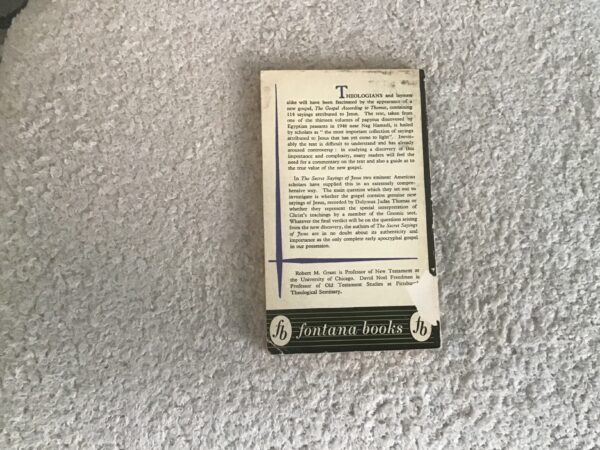 THEOLOGIANS and laymen
alike will have been fascinated by the appearance of a
new gospel, The Gospel According to Thomas, containing
114 sayings attributed to Jesus. The text, taken from
one of the thirteen volumes of papyrus discovered by
Egyptian peasants in 1946 near Nag Hamadi, is hailed
by scholars as "the most important collection of sayings
attributed to Jesus that has yet come to light". Inevit-
ably the text is difficult to understand and has already
aroused controversy: in studying a discovery of this
importance and complexity, many readers will feel the
need for a commentary on the text and also a guide as to
the true value of the new gospel.
In The Secret Sayings of Jesus two eminent American
scholars have supplied this in an extremely compre-
hensive way. The main question which they set out to
investigate is whether the gospel contains genuine new
sayings of Jesus, recorded by Didymus Judas Thomas or
whether they represent the special interpretation of
Christ's teachings by a member of the Gnostic sect.
Whatever the final verdict will be on the questions arising
from the new discovery, the authors of The Secret Sayings
of Jesus are in no doubt about its authenticity and
importance as the only complete early apocryphal gospel
in our possession.
Robert M. Grant is Professor of New Testament at
the University of Chicago. David Noel Freedman is
Professor of Old Testament Studies at Pittsburgh
Theological Seminary.
fb fontana books fb